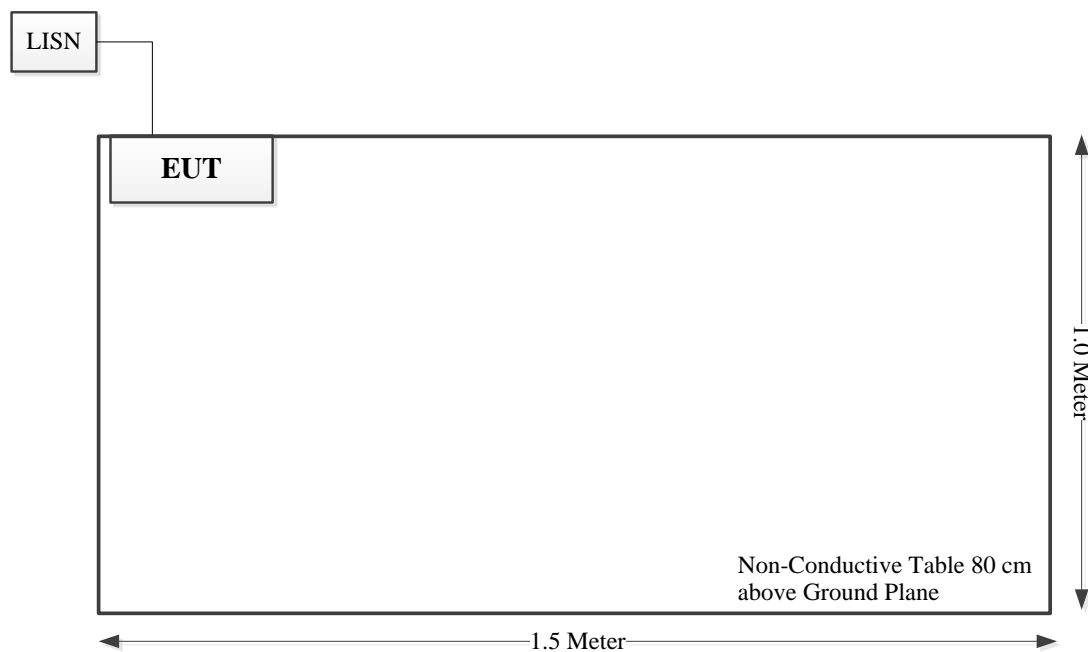 LISN
EUT
1.0 Meter
Non-Conductive Table 80 cm
above Ground Plane
1.5 Meter